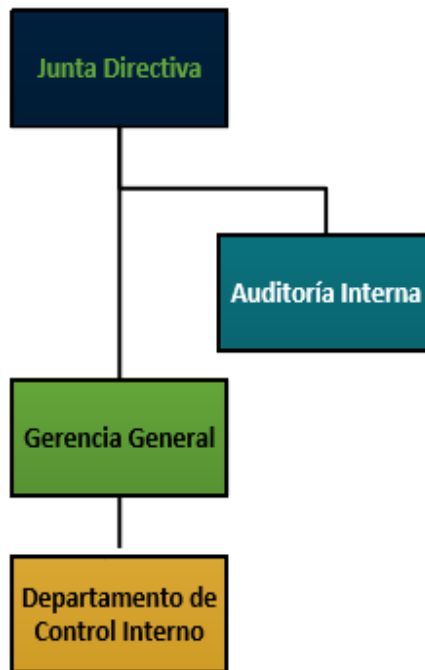 Junta Directiva
Auditoría Interna
Gerencia General
Departamento de
Control Interno